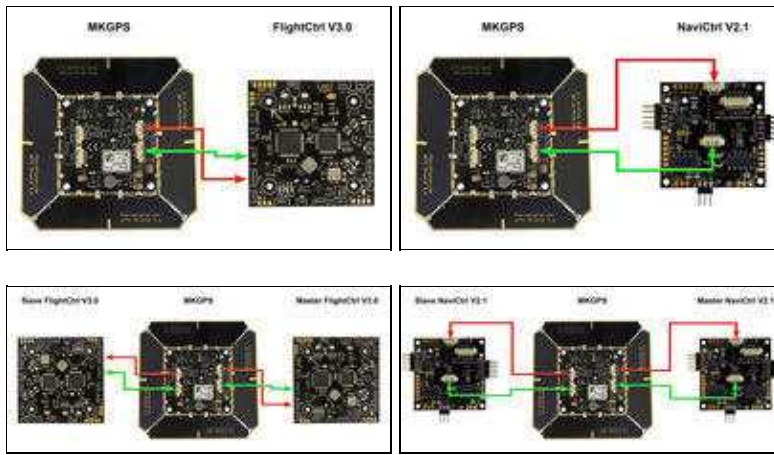 MKGPS FlightCtrl V3.0
MKGPS NaviCtrl V2.1
Slave FlightCtrl V3.0 MKGPS Master FlightCtrl V3.0
Slave NaviCtrl V2.1 MKGPS Master NaviCtrl V2.1